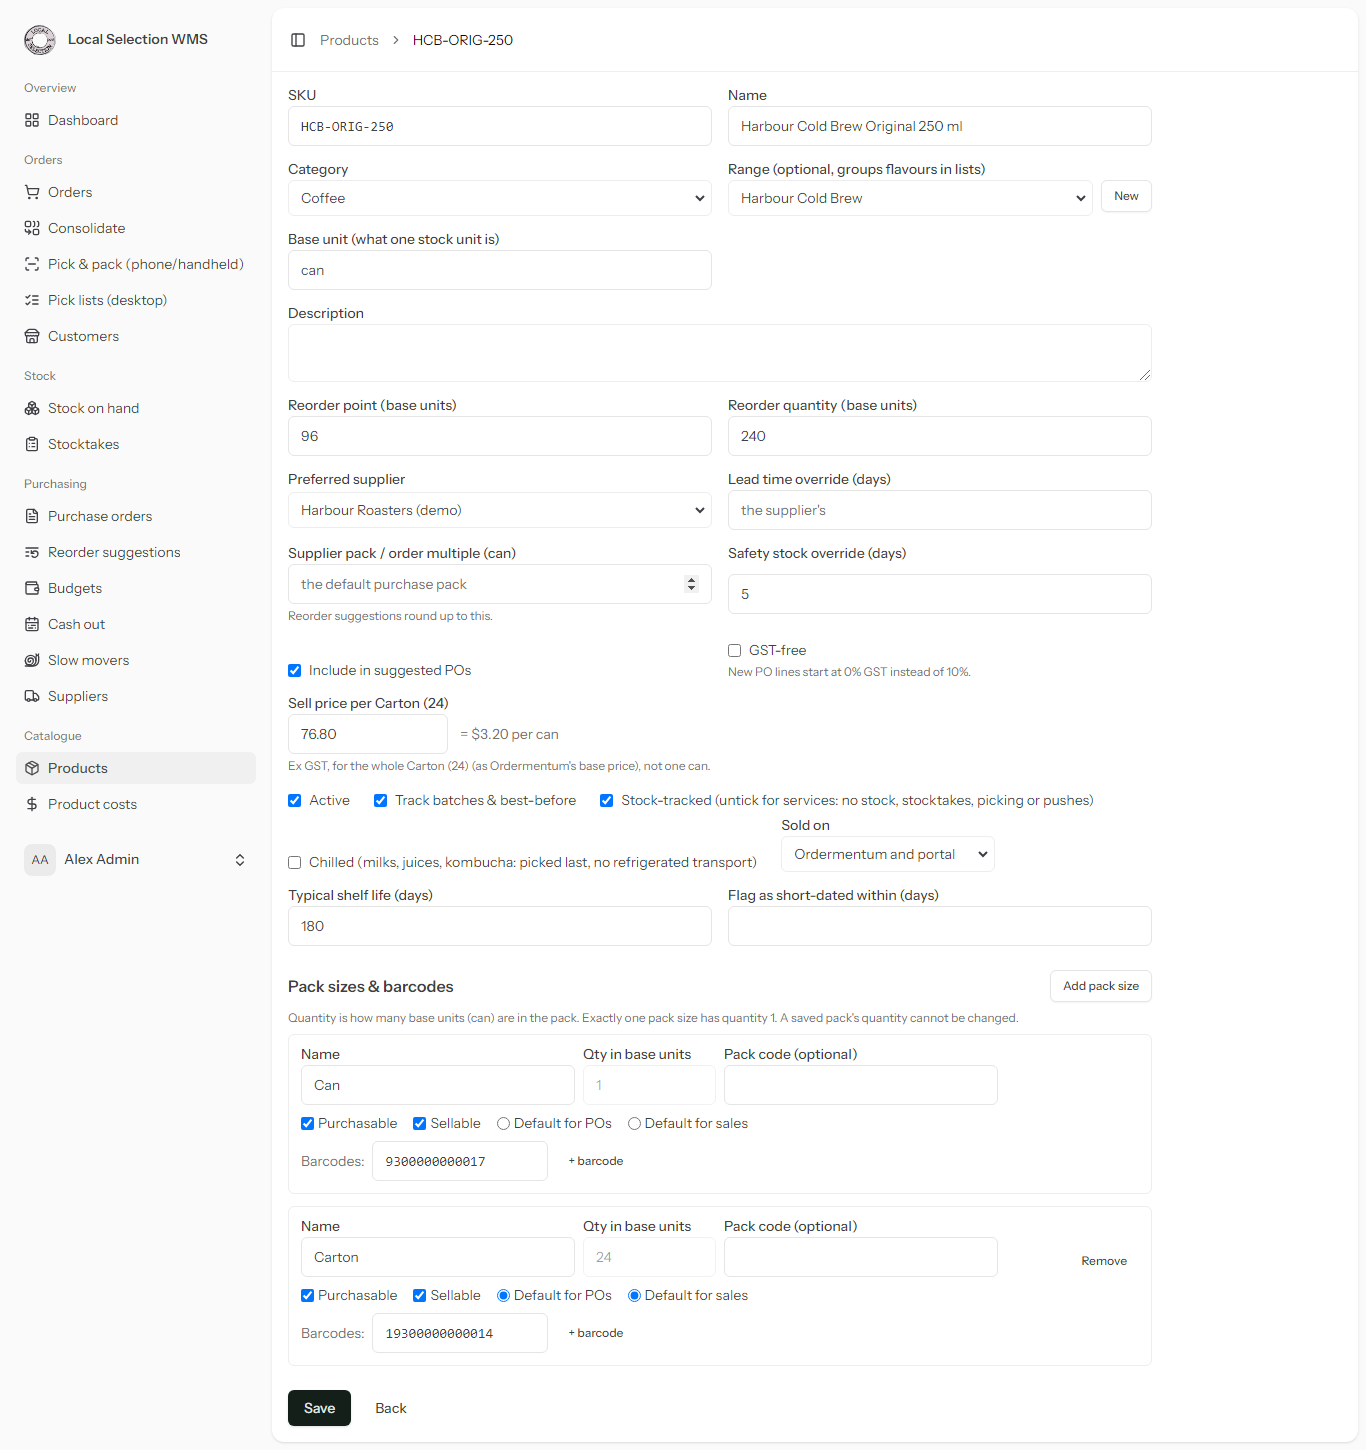 Local Selection WMS
Overview
Dashboard
Orders
Orders
Consolidate
Pick & pack (phone/handheld)
Pick lists (desktop)
Customers
Stock
Stock on hand
Stocktakes
Purchasing
Purchase orders
Reorder suggestions
Budgets
Cash out
Slow movers
Suppliers
Catalogue
Products
Product costs
AA Alex Admin
Products > HCB-ORIG-250
SKU
HCB-ORIG-250
Name
Harbour Cold Brew Original 250 ml
Category
Coffee
Range (optional, groups flavours in lists)
Harbour Cold Brew
New
Base unit (what one stock unit is)
can
Description
Reorder point (base units)
96
Reorder quantity (base units)
240
Preferred supplier
Harbour Roasters (demo)
Lead time override (days)
the supplier's
Supplier pack / order multiple (can)
the default purchase pack
Reorder suggestions round up to this.
Safety stock override (days)
5
Include in suggested POs
GST-free
New PO lines start at 0% GST instead of 10%.
Sell price per Carton (24)
76.80 = $3.20 per can
Ex GST, for the whole Carton (24) (as Ordermentum's base price), not one can.
Active Track batches & best-before Stock-tracked (untick for services: no stock, stocktakes, picking or pushes)
Chilled (milks, juices, kombucha: picked last, no refrigerated transport)
Sold on
Ordermentum and portal
Typical shelf life (days)
180
Flag as short-dated within (days)
Pack sizes & barcodes
Add pack size
Quantity is how many base units (can) are in the pack. Exactly one pack size has quantity 1. A saved pack's quantity cannot be changed.
Name Qty in base units Pack code (optional)
Can 1
Purchasable Sellable Default for POs Default for sales
Barcodes: 9300000000017 + barcode
Name Qty in base units Pack code (optional)
Carton 24
Remove
Purchasable Sellable Default for POs Default for sales
Barcodes: 19300000000014 + barcode
Save Back